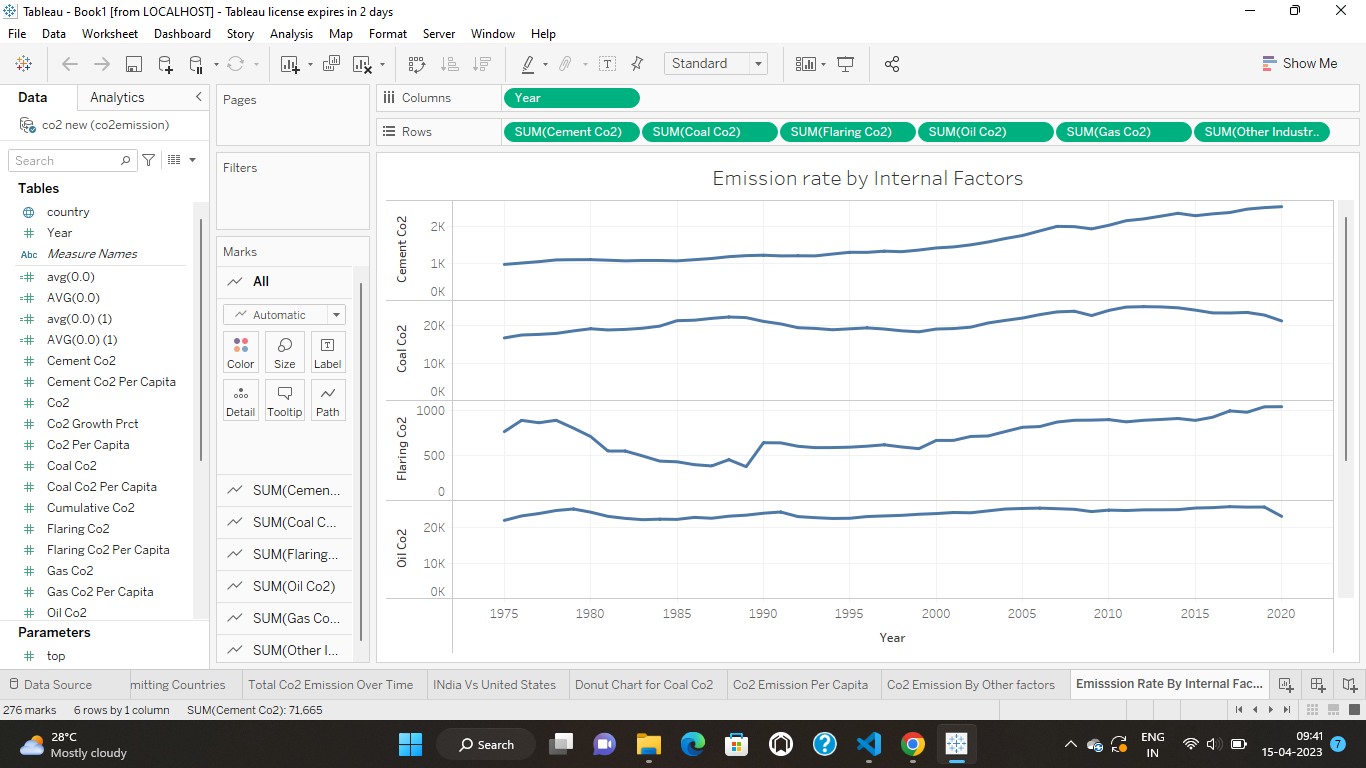 Tableau - Book1 [from LOCALHOST] - Tableau license expires in 2 days
File Data Worksheet Dashboard Story Analysis Map Format Server Window Help
Standard
Show Me
Data Analytics
co2 new (co2emission)
Search
Tables
country
Year
Abc Measure Names
avg(0.0)
AVG(0.0)
avg(0.0) (1)
AVG(0.0) (1)
Cement Co2
Cement Co2 Per Capita
Co2
Co2 Growth Prct
Co2 Per Capita
Coal Co2
Coal Co2 Per Capita
Cumulative Co2
Flaring Co2
Flaring Co2 Per Capita
Gas Co2
Gas Co2 Per Capita
Oil Co2
Parameters
top
Pages
Filters
Marks
All
Automatic
Color Size Label
Detail Tooltip Path
SUM(Cemen...
SUM(Coal C...
SUM(Flaring...
SUM(Oil Co2)
SUM(Gas Co...
SUM(Other I...
Columns Year
Rows SUM(Cement Co2) SUM(Coal Co2) SUM(Flaring Co2) SUM(Oil Co2) SUM(Gas Co2) SUM(Other Industr..
Emission rate by Internal Factors
Cement Co2
2K
1K
0K
Coal Co2
20K
10K
0K
Flaring Co2
1000
500
0
Oil Co2
20K
10K
0K
1975 1980 1985 1990 1995 2000 2005 2010 2015 2020
Year
Data Source mitting Countries Total Co2 Emission Over Time INdia Vs United States Donut Chart for Coal Co2 Co2 Emission Per Capita Co2 Emission By Other factors Emisssion Rate By Internal Fac...
276 marks 6 rows by 1 column SUM(Cement Co2): 71,665
28°C
Mostly cloudy
Search
ENG
IN
09:41
15-04-2023
7